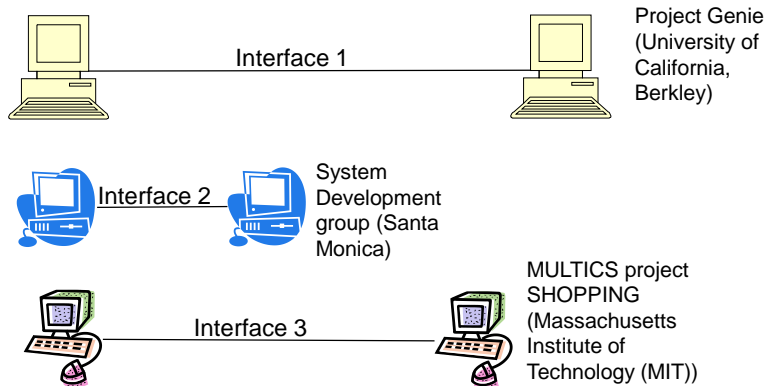 Interface 1
Project Genie
(University of
California,
Berkley)
Interface 2
System
Development
group (Santa
Monica)
Interface 3
MULTICS project
SHOPPING
(Massachusetts
Institute of
Technology (MIT))